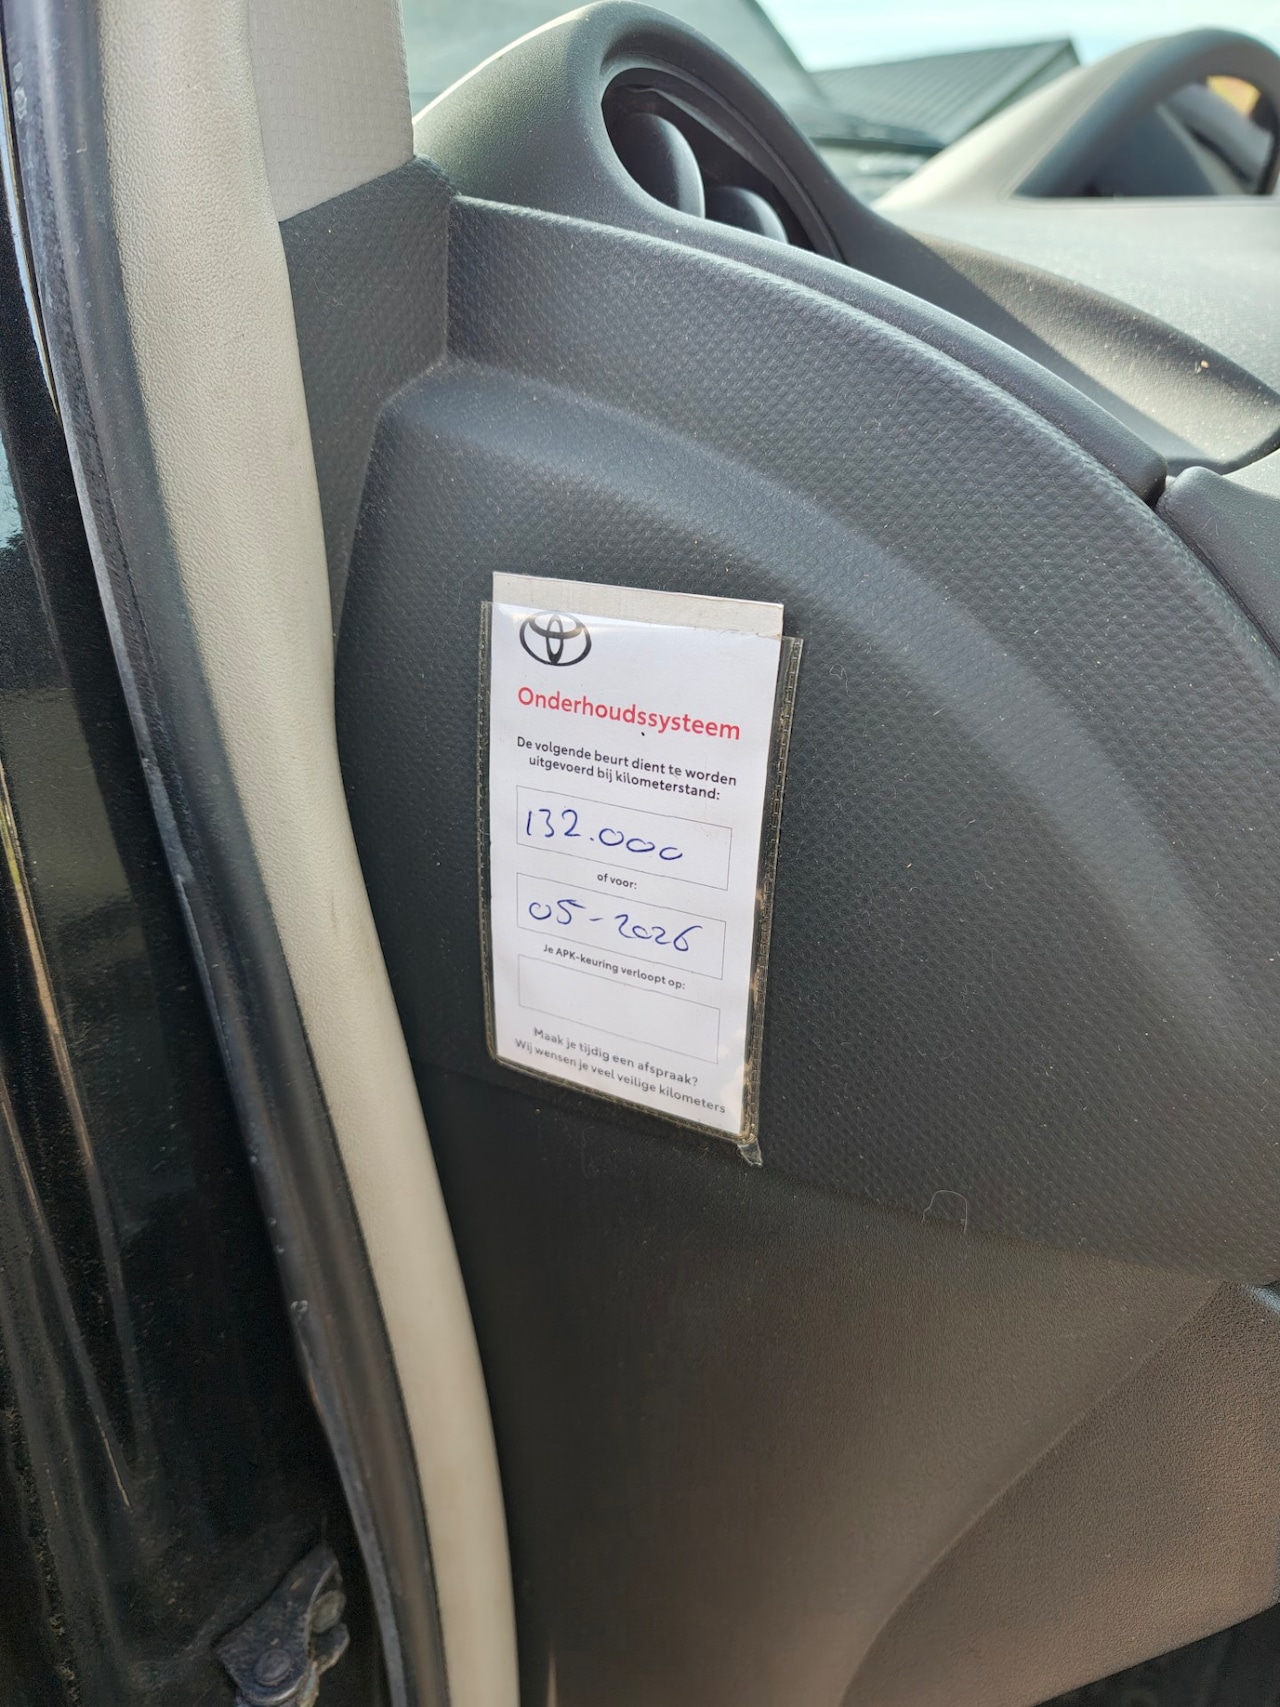 Onderhoudssysteem
De volgende beurt dient te worden
uitgevoerd bij kilometerstand:
132.000
of voor:
05-2026
Je APK-keuring verloopt op:
Maak je tijdig een afspraak?
Wij wensen je veel veilige kilometers